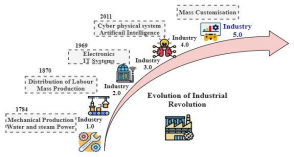 2011
Cyber physical system
Artificial Intelligence
Mass Customisation
Industry
5.0
1969
Electronics
IT Systems
Industry
4.0
1870
Distribution of Labour
Mass Production
Industry
3.0
1784
Mechanical Production
Water and steam Power
Industry
2.0
Industry
1.0
Evolution of Industrial
Revolution